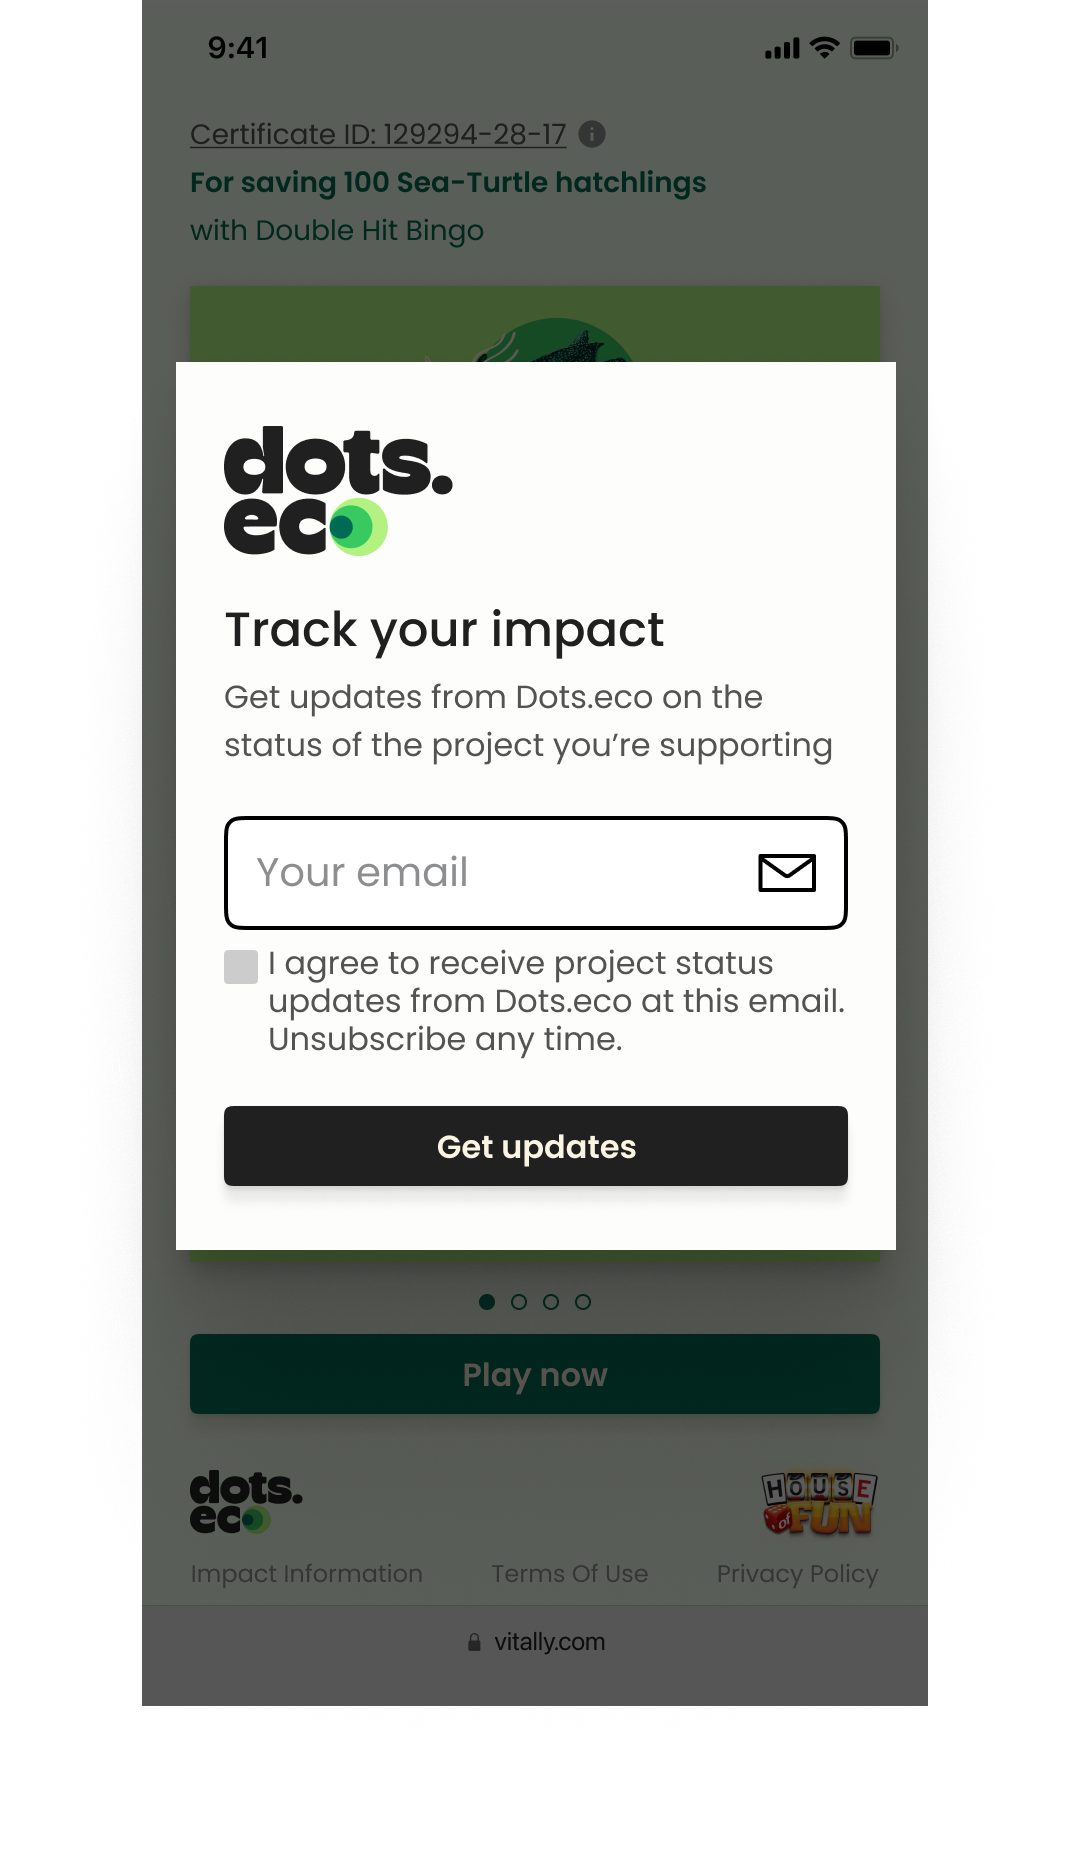 9:41
Certificate ID: 129294-28-17
For saving 100 Sea-Turtle hatchlings
with Double Hit Bingo
dots.
eco
Track your impact
Get updates from Dots.eco on the
status of the project you’re supporting
Your email
I agree to receive project status
updates from Dots.eco at this email.
Unsubscribe any time.
Get updates
Play now
dots.
eco
HOUSE
of FUN
Impact Information Terms Of Use Privacy Policy
vitally.com